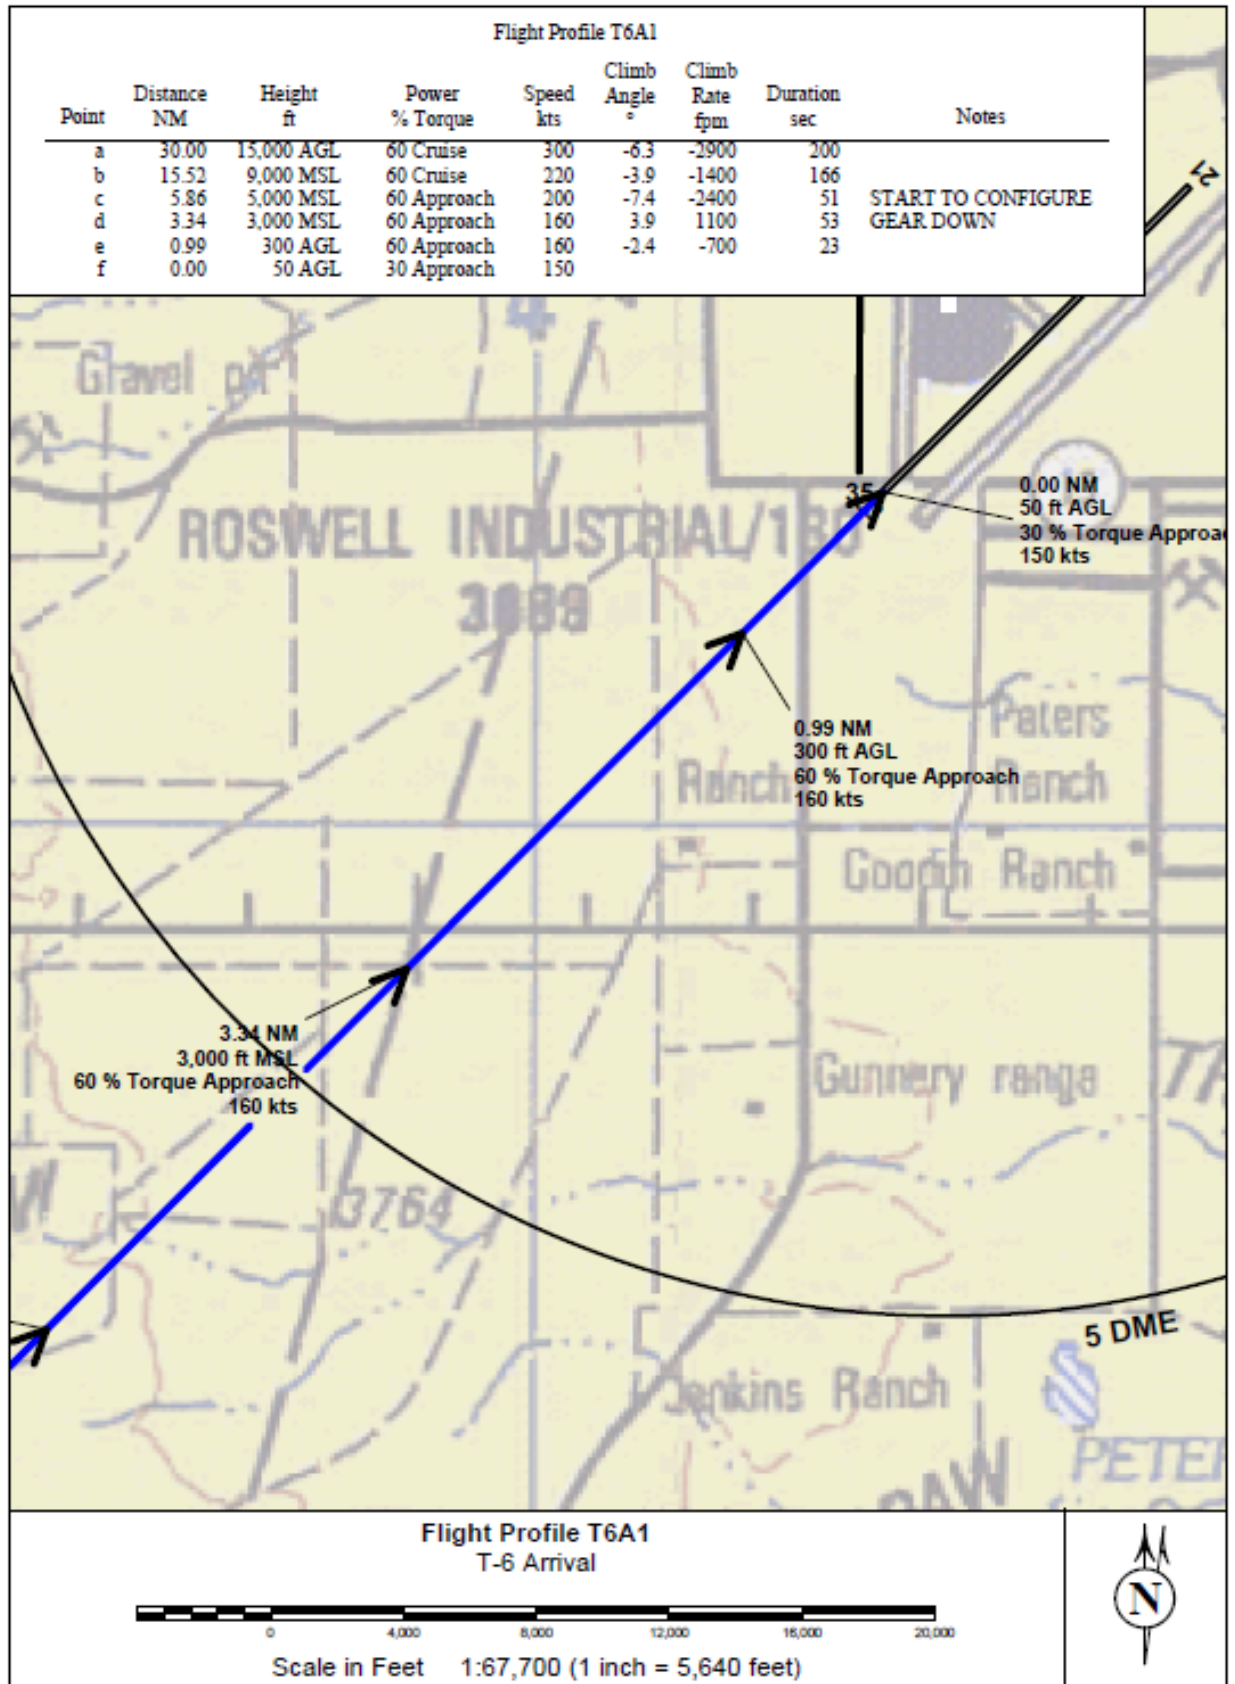 Flight Profile T6A1
Point Distance NM Height ft Power % Torque Speed kts Climb Angle ° Climb Rate fpm Duration sec Notes
a 30.00 15,000 AGL 60 Cruise 300 -6.3 -2900 200
b 15.52 9,000 MSL 60 Cruise 220 -3.9 -1400 166
c 5.86 5,000 MSL 60 Approach 200 -7.4 -2400 51 START TO CONFIGURE
d 3.34 3,000 MSL 60 Approach 160 3.9 1100 53 GEAR DOWN
e 0.99 300 AGL 60 Approach 160 -2.4 -700 23
f 0.00 50 AGL 30 Approach 150
21
4
Gravel pit
35
0.00 NM
50 ft AGL
30 % Torque Approa
150 kts
ROSWELL INDUSTRIAL/180
Paters
Ranch
0.99 NM
300 ft AGL
60 % Torque Approach
160 kts
Ranch
Goodin Ranch
3.34 NM
3,000 ft MSL
60 % Torque Approach
160 kts
Gunnery range
3764
5 DME
Jenkins Ranch
PETER
RAW
Flight Profile T6A1
T-6 Arrival
0 4,000 8,000 12,000 16,000 20,000
Scale in Feet 1:67,700 (1 inch = 5,640 feet)
N